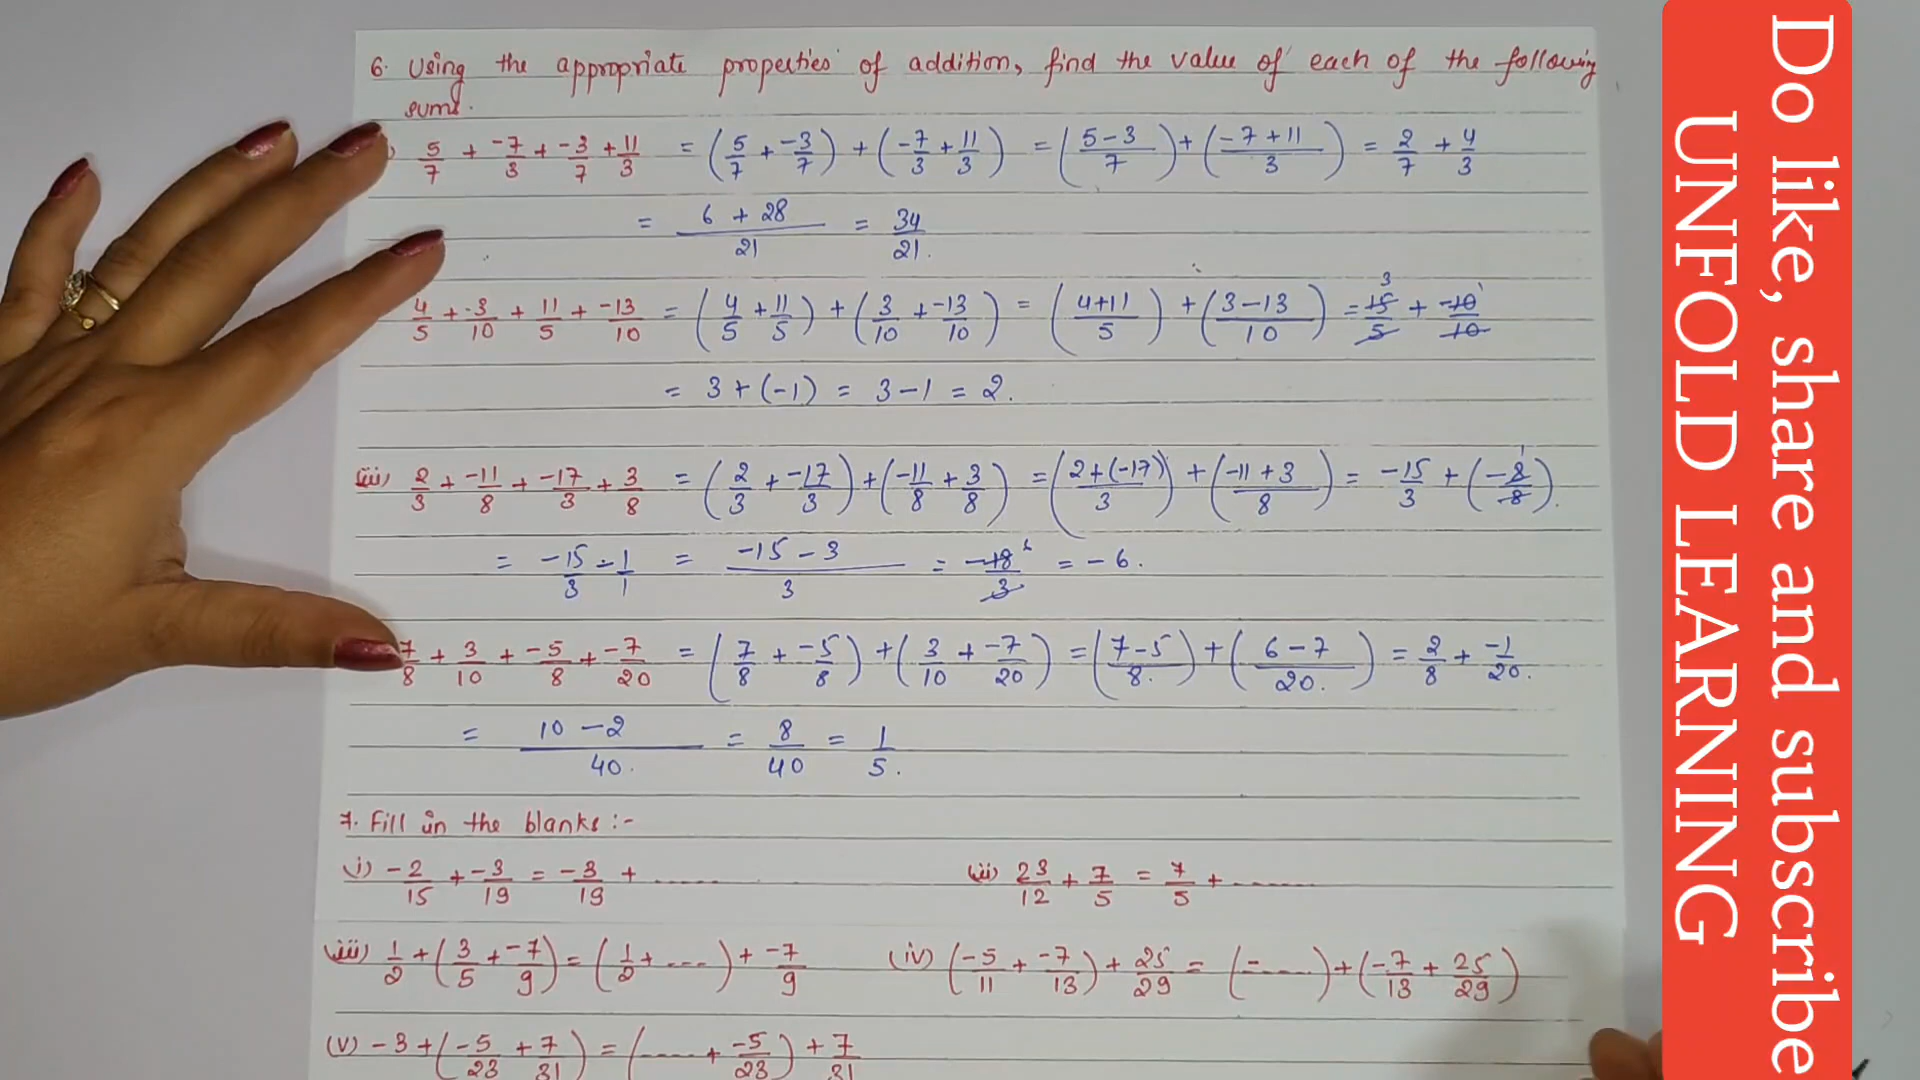 6. Using the appropriate properties of addition, find the value of each of the following
sums.
) 5/7 + -7/3 + -3/7 + 11/3 = (5/7 + -3/7) + (-7/3 + 11/3) = (5-3/7) + (-7+11/3) = 2/7 + 4/3
= 6+28/21 = 34/21.
4/5 + -3/10 + 11/5 + -13/10 = (4/5 + 11/5) + (3/10 + -13/10) = (4+11/5) + (3-13/10) = 15/5 3 + -10/10 1
= 3+(-1) = 3-1 = 2.
iii) 2/3 + -11/8 + -17/3 + 3/8 = (2/3 + -17/3) + (-11/8 + 3/8) = (2+(-17)/3) + (-11+3/8) = -15/3 + (-8/8 1).
= -15/3 - 1/1 = -15-3/3 = -18/3 6 = -6.
7/8 + 3/10 + -5/8 + -7/20 = (7/8 + -5/8) + (3/10 + -7/20) = (7-5/8.) + (6-7/20.) = 2/8 + -1/20.
= 10-2/40. = 8/40 = 1/5.
7. Fill in the blanks :-
i) -2/15 + -3/19 = -3/19 + ......
ii) 23/12 + 7/5 = 7/5 + .......
iii) 1/2 + (3/5 + -7/9) = (1/2 + ....) + -7/9
(iv) (-5/11 + -7/13) + 25/29 = (-.....) + (-7/13 + 25/29)
(v) -3 + (-5/23 + 7/31) = (..... + -5/23) + 7/31
Do like, share and subscribe
UNFOLD LEARNING